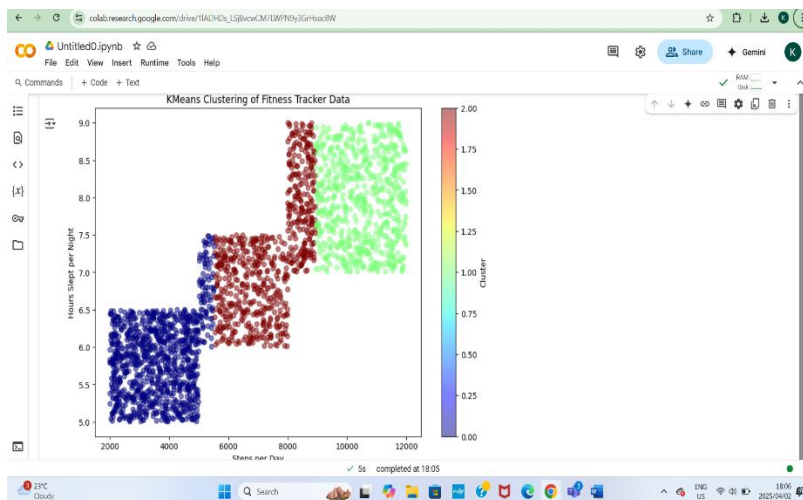 colab.research.google.com/drive/1lADHDs_LSj8vcwCM7LWPN9y3GrHxac8W
Untitled0.ipynb
File Edit View Insert Runtime Tools Help
Share
Gemini
K
Commands + Code + Text
RAM
Disk
KMeans Clustering of Fitness Tracker Data
9.0
8.5
8.0
7.5
7.0
6.5
6.0
5.5
5.0
Hours Slept per Night
2000 4000 6000 8000 10000 12000
Steps per Day
2.00
1.75
1.50
1.25
1.00
0.75
0.50
0.25
0.00
Cluster
5s completed at 18:05
23°C
Cloudy
Search
ENG
US
18:06
2025/04/02